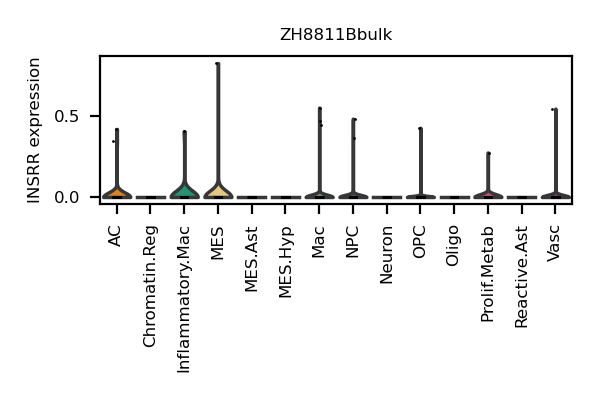 ZH8811Bbulk
INSRR expression
0.5
0.0
AC
Chromatin.Reg
Inflammatory.Mac
MES
MES.Ast
MES.Hyp
Mac
NPC
Neuron
OPC
Oligo
Prolif.Metab
Reactive.Ast
Vasc